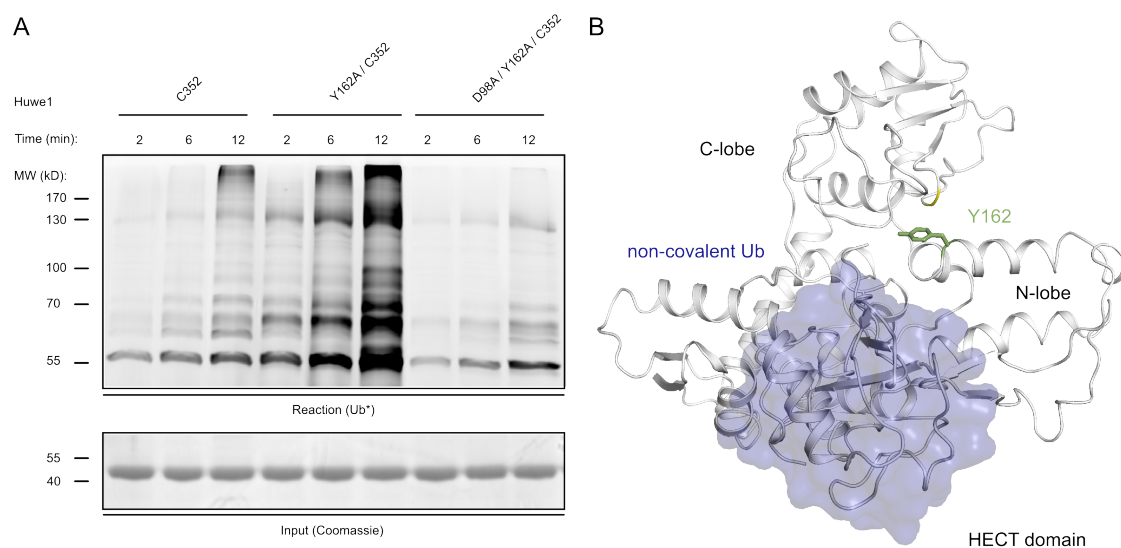 A
Huwe1
C352
Y162A / C352
D98A / Y162A / C352
Time (min):
2 6 12 2 6 12 2 6 12
MW (kD):
170
130
100
70
55
Reaction (Ub*)
55
40
Input (Coomassie)
B
C-lobe
Y162
non-covalent Ub
N-lobe
HECT domain